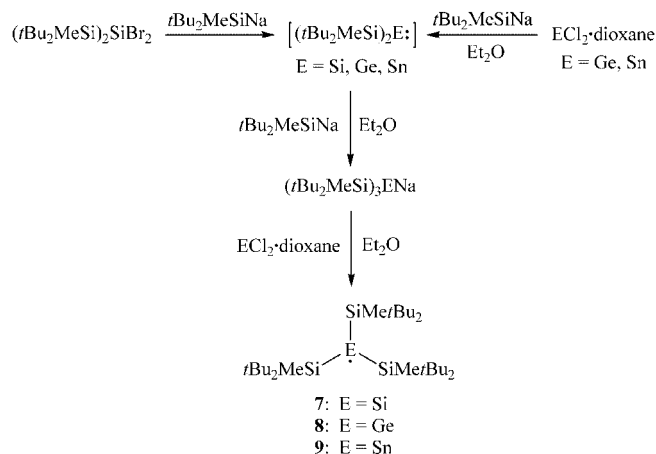 (tBu₂MeSi)₂SiBr₂ tBu₂MeSiNa [(tBu₂MeSi)₂E:] tBu₂MeSiNa Et₂O ECl₂·dioxane
E = Si, Ge, Sn E = Ge, Sn
tBu₂MeSiNa Et₂O
(tBu₂MeSi)₃ENa
ECl₂·dioxane Et₂O
SiMetBu₂
E·
tBu₂MeSi SiMetBu₂
7: E = Si
8: E = Ge
9: E = Sn